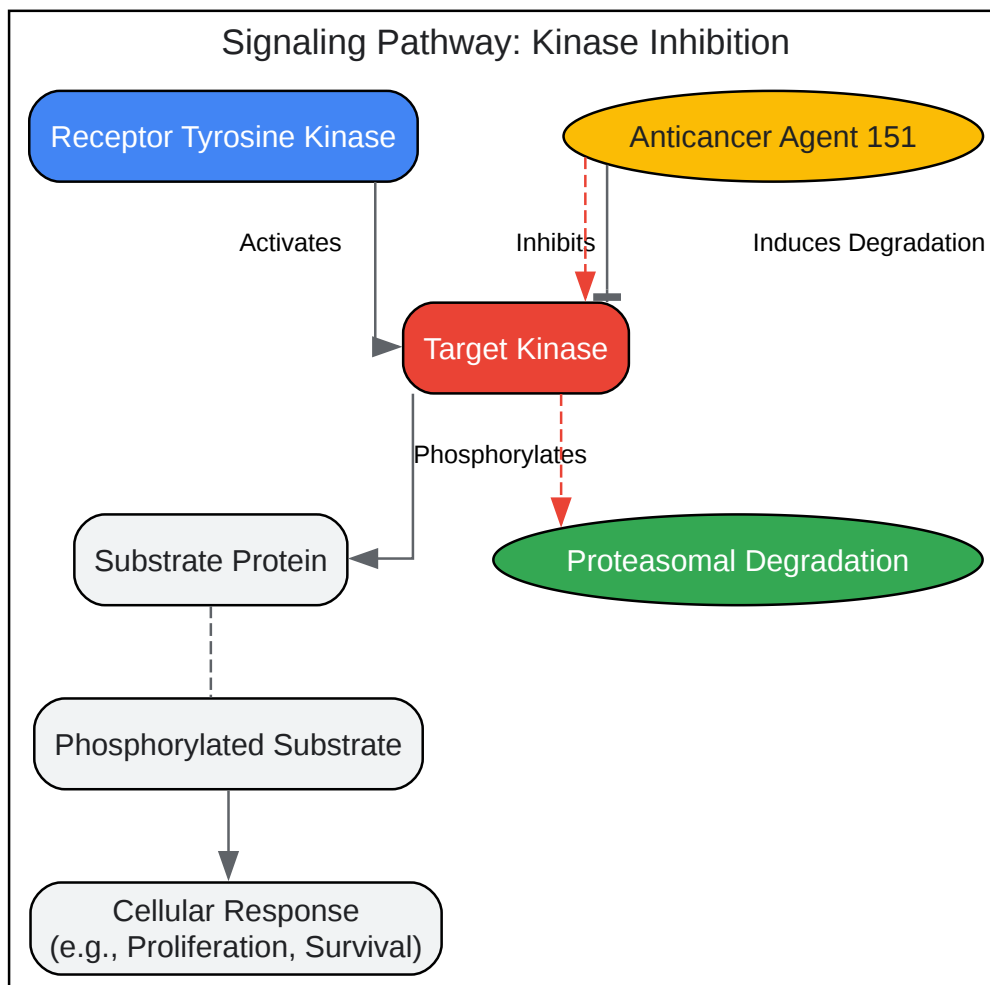 Signaling Pathway: Kinase Inhibition
Receptor Tyrosine Kinase
Anticancer Agent 151
Activates
Inhibits
Induces Degradation
Target Kinase
Phosphorylates
Substrate Protein
Proteasomal Degradation
Phosphorylated Substrate
Cellular Response
(e.g., Proliferation, Survival)